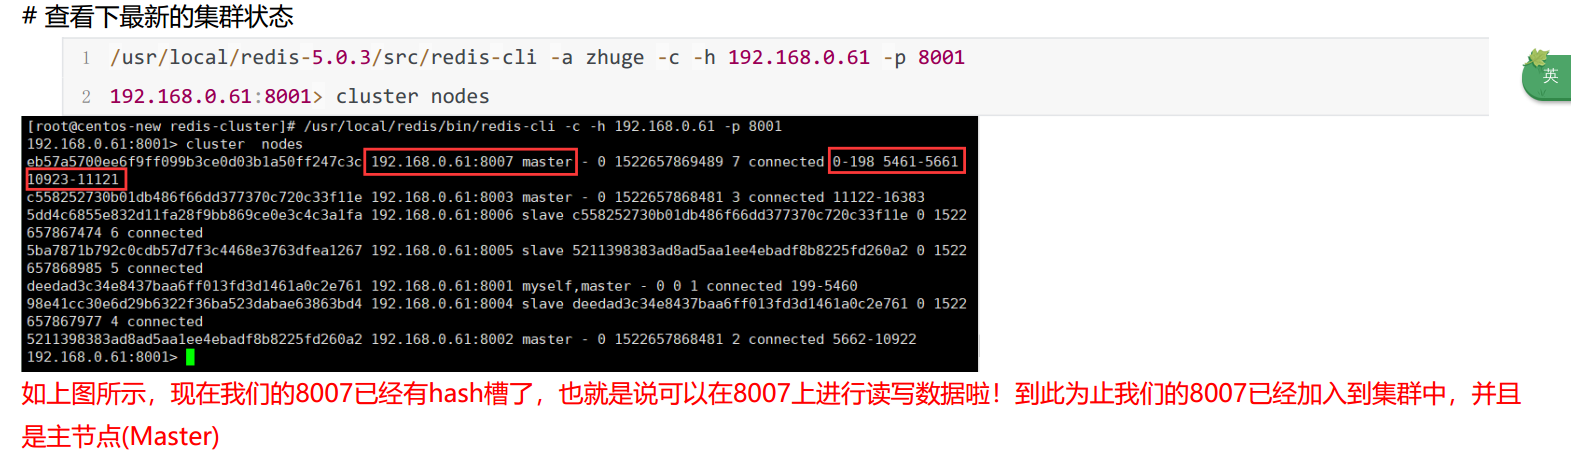 # 查看下最新的集群状态
1 /usr/local/redis-5.0.3/src/redis-cli -a zhuge -c -h 192.168.0.61 -p 8001
英
2 192.168.0.61:8001> cluster nodes
[root@centos-new redis-cluster]# /usr/local/redis/bin/redis-cli -c -h 192.168.0.61 -p 8001
192.168.0.61:8001> cluster  nodes
eb57a5700ee6f9ff099b3ce0d03b1a50ff247c3c 192.168.0.61:8007 master - 0 1522657869489 7 connected 0-198 5461-5661
10923-11121
c558252730b01db486f66dd377370c720c33f11e 192.168.0.61:8003 master - 0 1522657868481 3 connected 11122-16383
5dd4c6855e832d11fa28f9bb869ce0e3c4c3a1fa 192.168.0.61:8006 slave c558252730b01db486f66dd377370c720c33f11e 0 1522
657867474 6 connected
5ba7871b792c0cdb57d7f3c4468e3763dfea1267 192.168.0.61:8005 slave 5211398383ad8ad5aa1ee4ebadf8b8225fd260a2 0 1522
657868985 5 connected
deedad3c34e8437baa6ff013fd3d1461a0c2e761 192.168.0.61:8001 myself,master - 0 0 1 connected 199-5460
98e41cc30e6d29b6322f36ba523dabae63863bd4 192.168.0.61:8004 slave deedad3c34e8437baa6ff013fd3d1461a0c2e761 0 1522
657867977 4 connected
5211398383ad8ad5aa1ee4ebadf8b8225fd260a2 192.168.0.61:8002 master - 0 1522657868481 2 connected 5662-10922
192.168.0.61:8001>
如上图所示，现在我们的8007已经有hash槽了，也就是说可以在8007上进行读写数据啦！到此为止我们的8007已经加入到集群中，并且
是主节点(Master)